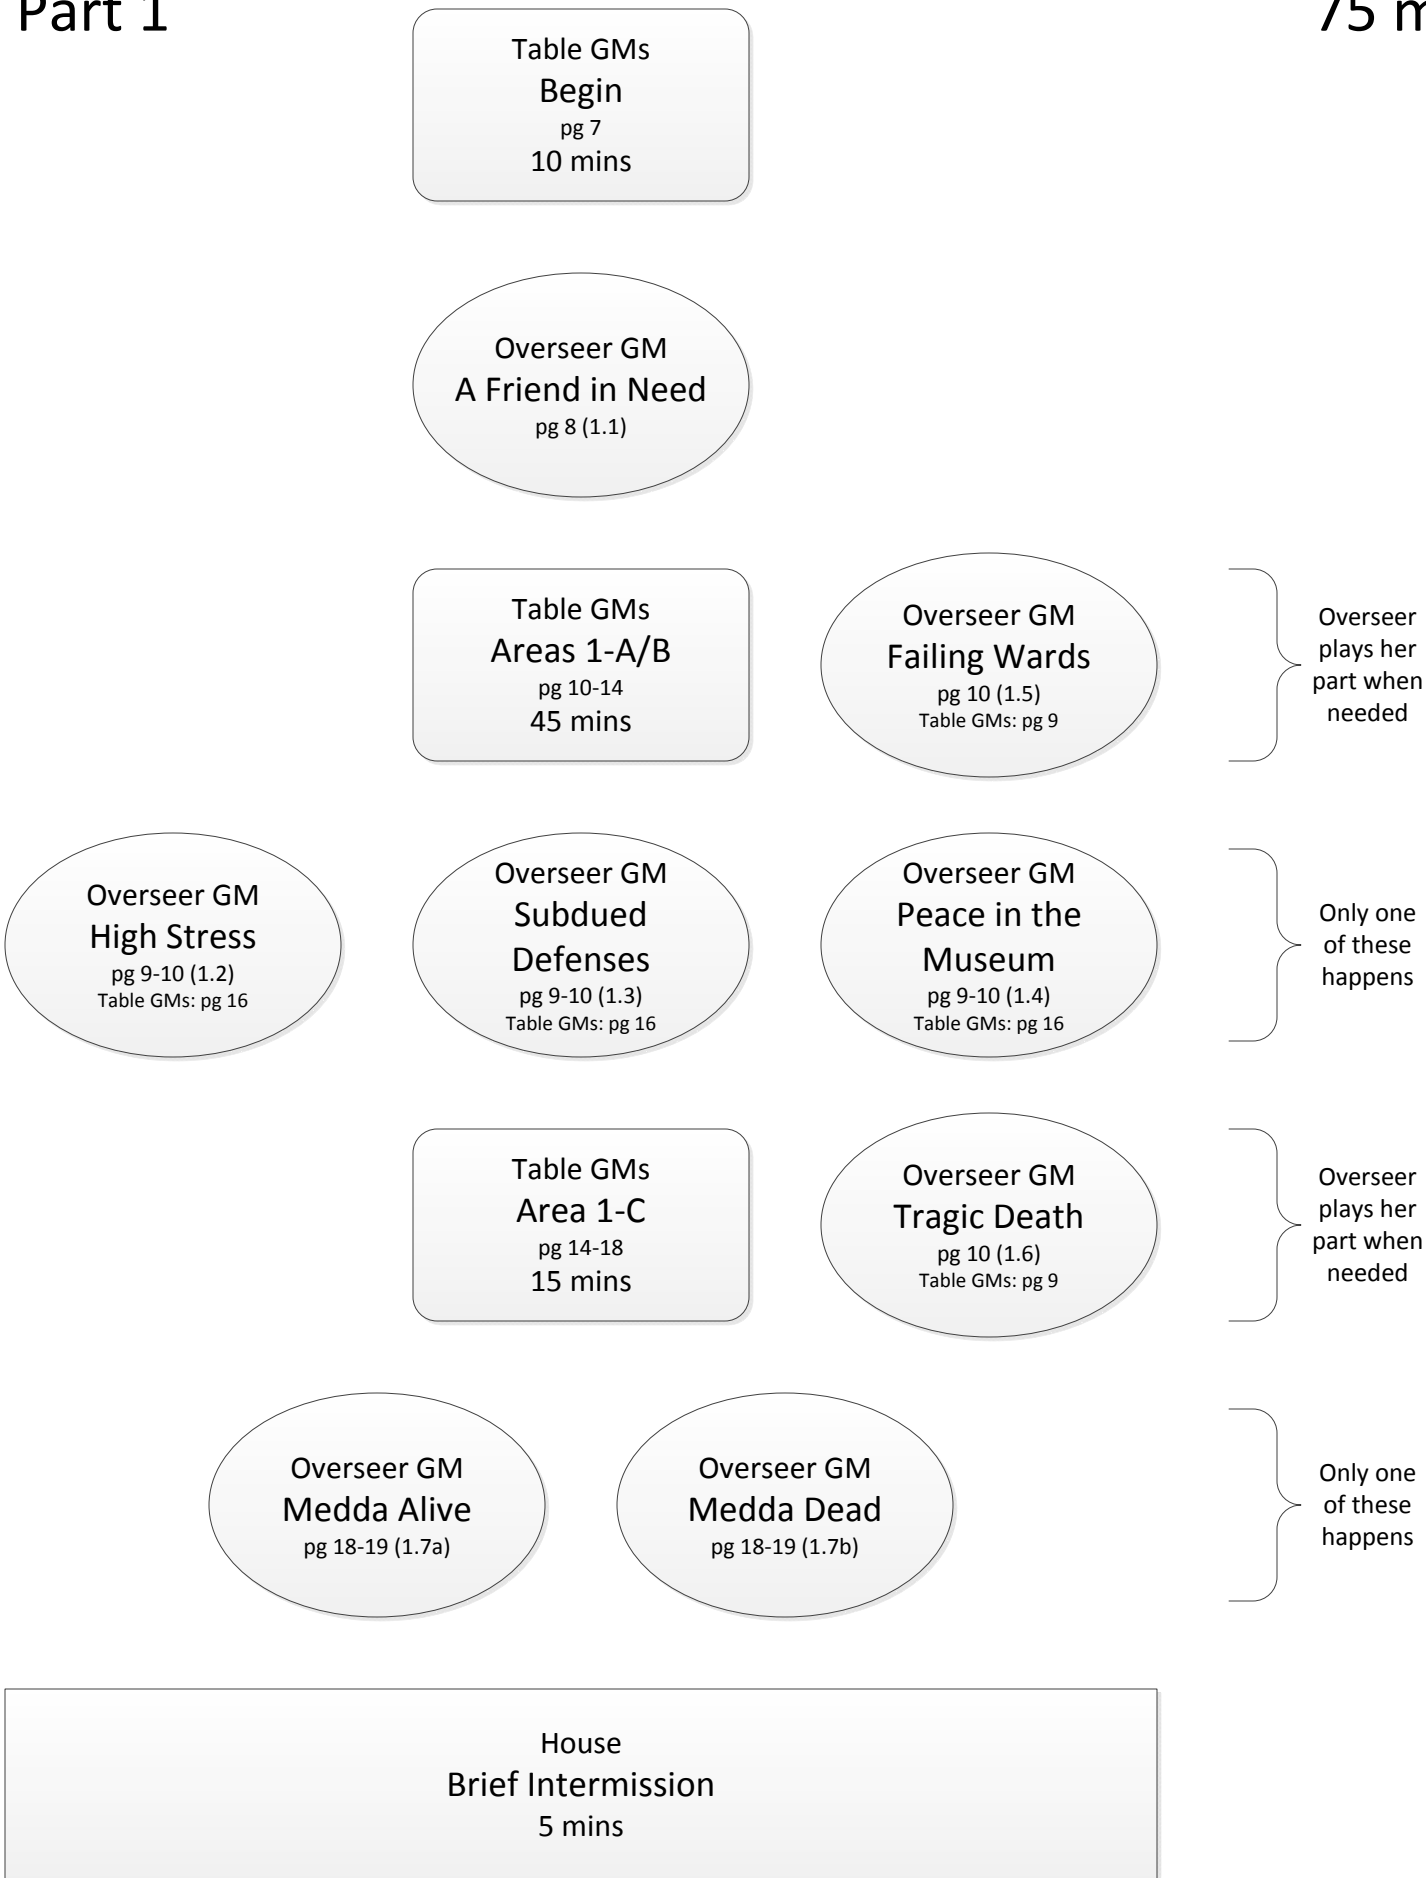 Part 1
75 m
Table GMs
Begin
pg 7
10 mins
Overseer GM
A Friend in Need
pg 8 (1.1)
Table GMs
Areas 1-A/B
pg 10-14
45 mins
Overseer GM
Failing Wards
pg 10 (1.5)
Table GMs: pg 9
Overseer
plays her
part when
needed
Overseer GM
High Stress
pg 9-10 (1.2)
Table GMs: pg 16
Overseer GM
Subdued
Defenses
pg 9-10 (1.3)
Table GMs: pg 16
Overseer GM
Peace in the
Museum
pg 9-10 (1.4)
Table GMs: pg 16
Only one
of these
happens
Table GMs
Area 1-C
pg 14-18
15 mins
Overseer GM
Tragic Death
pg 10 (1.6)
Table GMs: pg 9
Overseer
plays her
part when
needed
Overseer GM
Medda Alive
pg 18-19 (1.7a)
Overseer GM
Medda Dead
pg 18-19 (1.7b)
Only one
of these
happens
House
Brief Intermission
5 mins